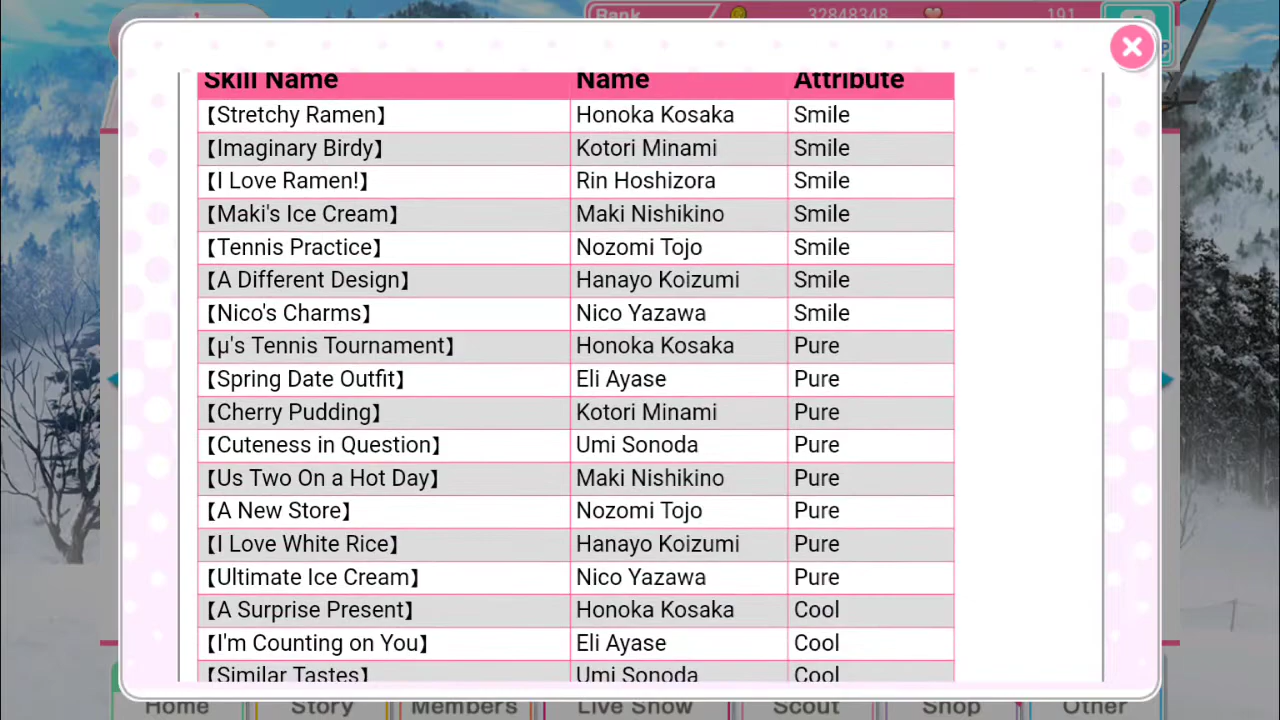 Rank 32848348 191
Skill Name Name Attribute
【Stretchy Ramen】 Honoka Kosaka Smile
【Imaginary Birdy】 Kotori Minami Smile
【I Love Ramen!】 Rin Hoshizora Smile
【Maki's Ice Cream】 Maki Nishikino Smile
【Tennis Practice】 Nozomi Tojo Smile
【A Different Design】 Hanayo Koizumi Smile
【Nico's Charms】 Nico Yazawa Smile
【μ's Tennis Tournament】 Honoka Kosaka Pure
【Spring Date Outfit】 Eli Ayase Pure
【Cherry Pudding】 Kotori Minami Pure
【Cuteness in Question】 Umi Sonoda Pure
【Us Two On a Hot Day】 Maki Nishikino Pure
【A New Store】 Nozomi Tojo Pure
【I Love White Rice】 Hanayo Koizumi Pure
【Ultimate Ice Cream】 Nico Yazawa Pure
【A Surprise Present】 Honoka Kosaka Cool
【I'm Counting on You】 Eli Ayase Cool
【Similar Tastes】 Umi Sonoda Cool
Home Story Members Live Show Scout Shop Other